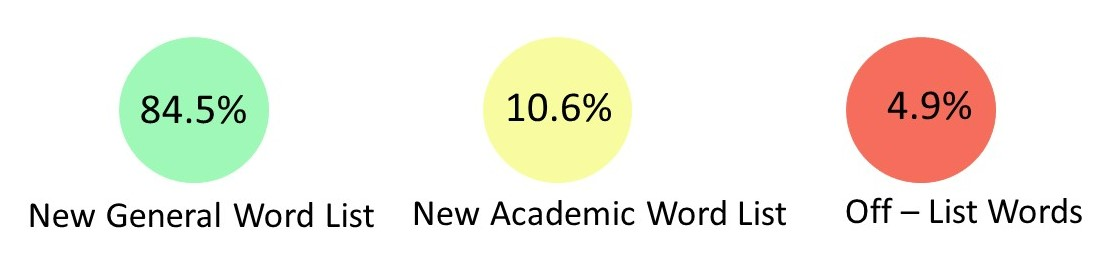 84.5%
10.6%
4.9%
New General Word List
New Academic Word List
Off – List Words